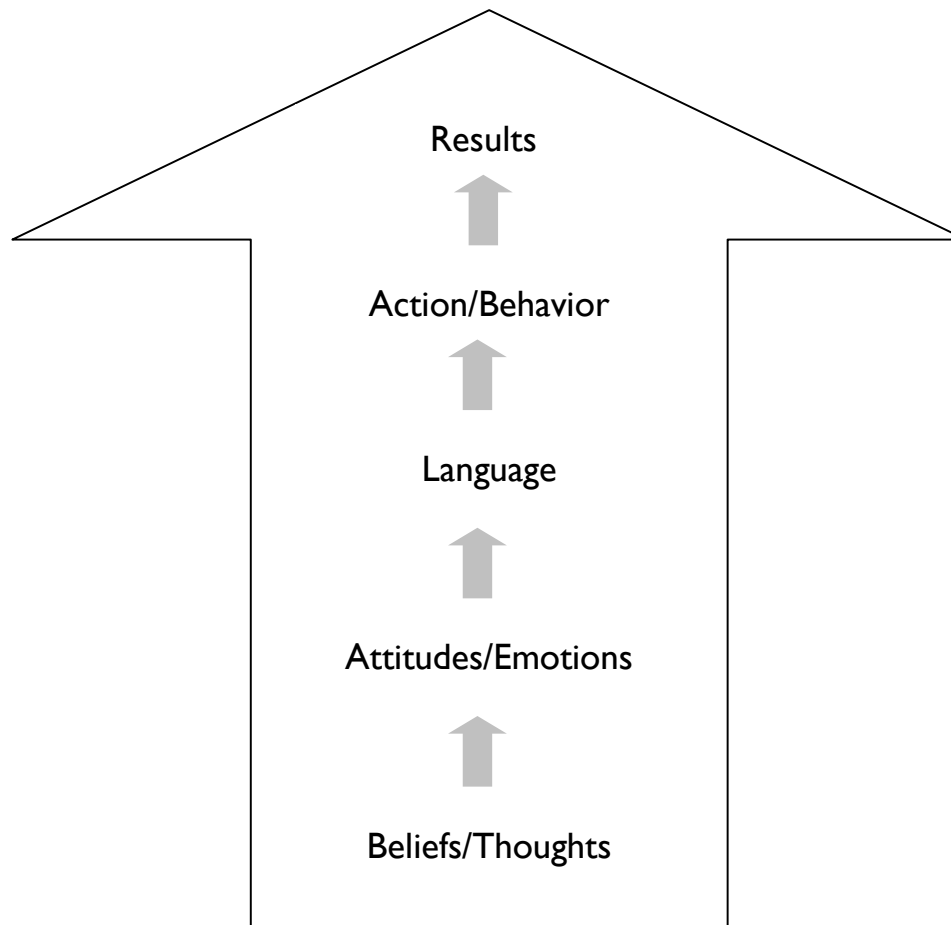 Results
Action/Behavior
Language
Attitudes/Emotions
Beliefs/Thoughts